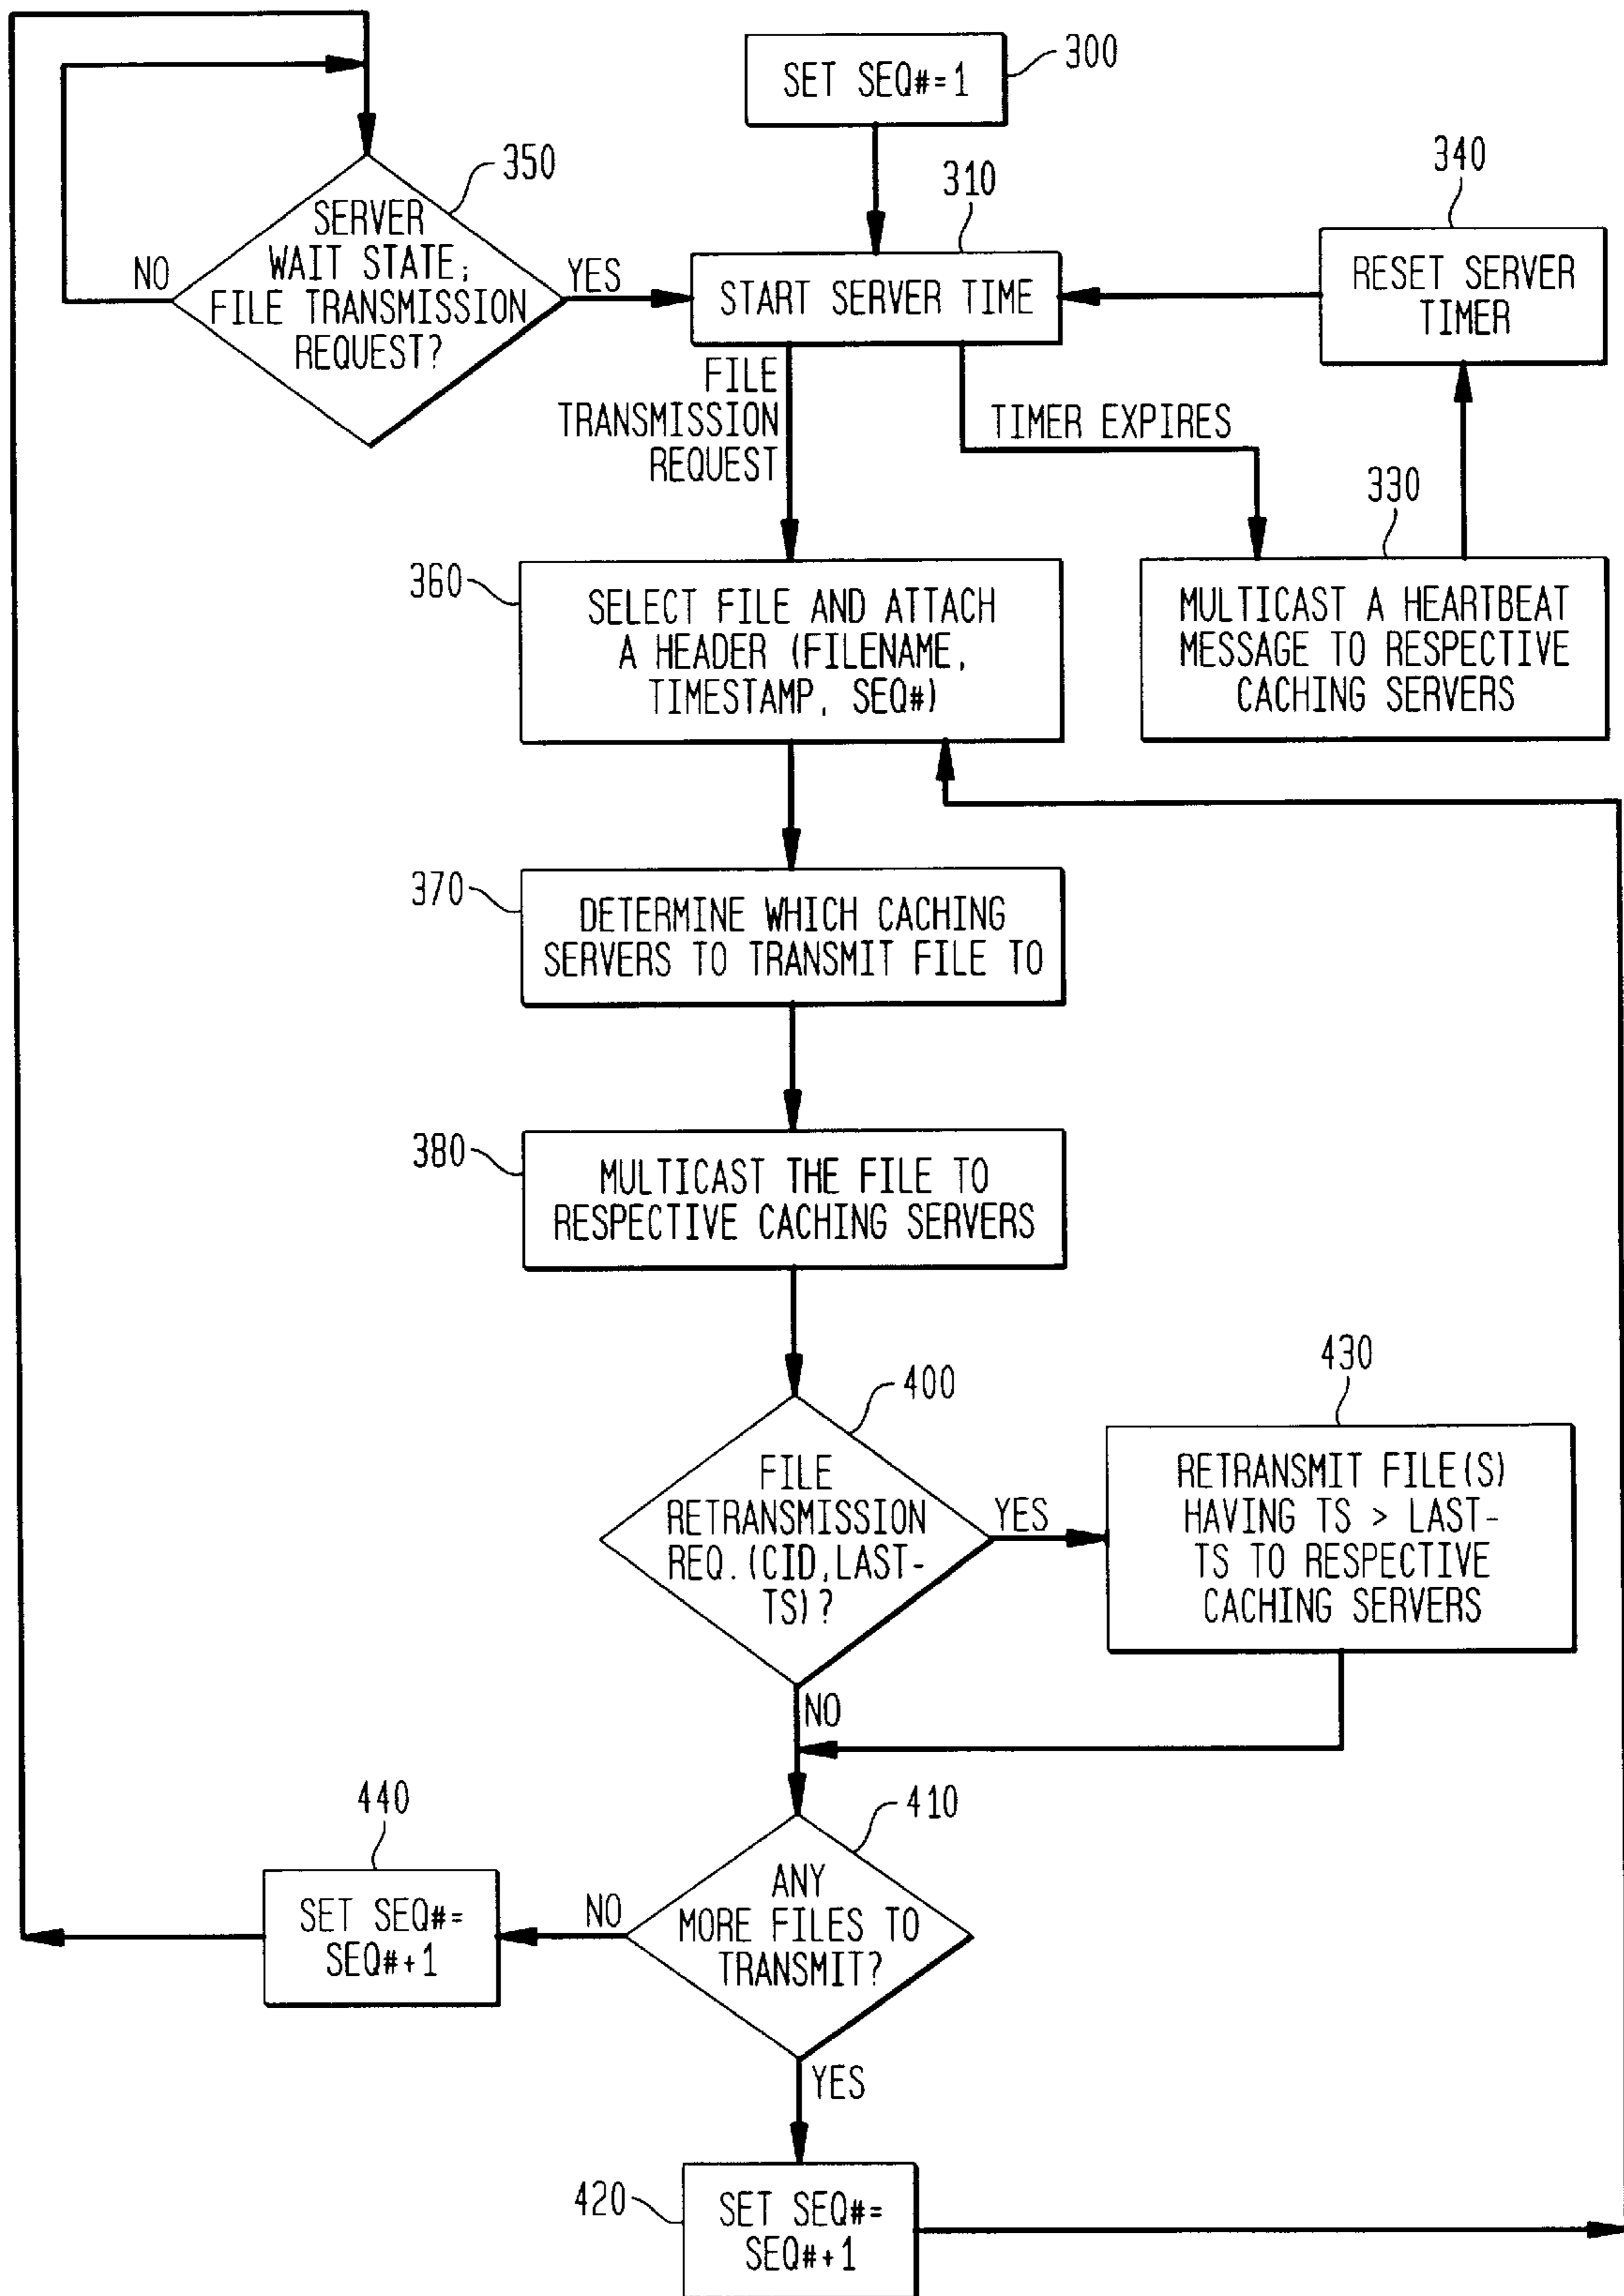 SET SEQ#=1
300
350
SERVER
WAIT STATE;
FILE TRANSMISSION
REQUEST?
NO
YES
310
START SERVER TIME
340
RESET SERVER
TIMER
FILE
TRANSMISSION
REQUEST
TIMER EXPIRES
330
MULTICAST A HEARTBEAT
MESSAGE TO RESPECTIVE
CACHING SERVERS
360
SELECT FILE AND ATTACH
A HEADER (FILENAME,
TIMESTAMP, SEQ#)
370
DETERMINE WHICH CACHING
SERVERS TO TRANSMIT FILE TO
380
MULTICAST THE FILE TO
RESPECTIVE CACHING SERVERS
400
FILE
RETRANSMISSION
REQ.(CID,LAST-
TS)?
YES
NO
430
RETRANSMIT FILE(S)
HAVING TS > LAST-
TS TO RESPECTIVE
CACHING SERVERS
410
ANY
MORE FILES TO
TRANSMIT?
NO
YES
440
SET SEQ#=
SEQ#+1
420
SET SEQ#=
SEQ#+1